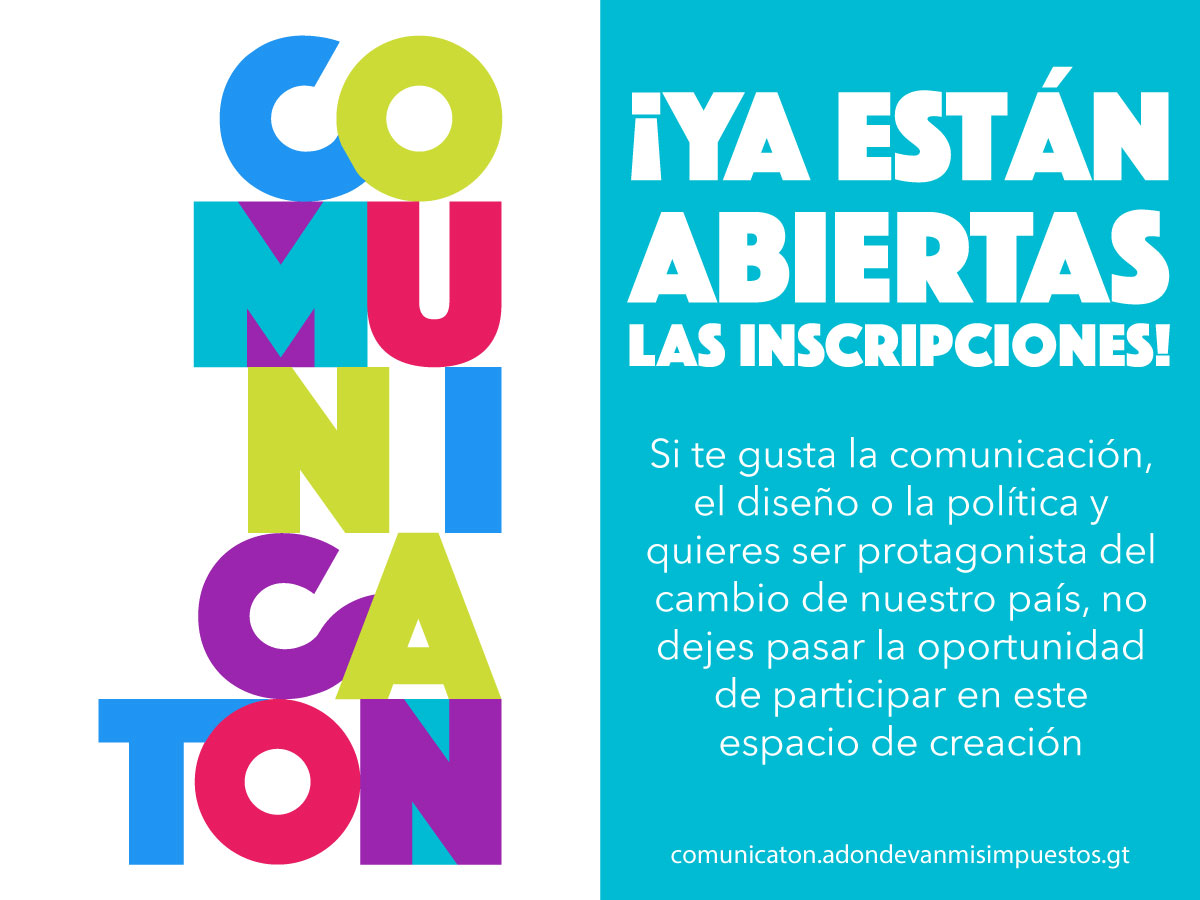 CO
MU
NI
CA
TON
¡YA ESTÁN
ABIERTAS
LAS INSCRIPCIONES!
Si te gusta la comunicación,
el diseño o la política y
quieres ser protagonista del
cambio de nuestro país, no
dejes pasar la oportunidad
de participar en este
espacio de creación
comunicaton.adondevanmisimpuestos.gt